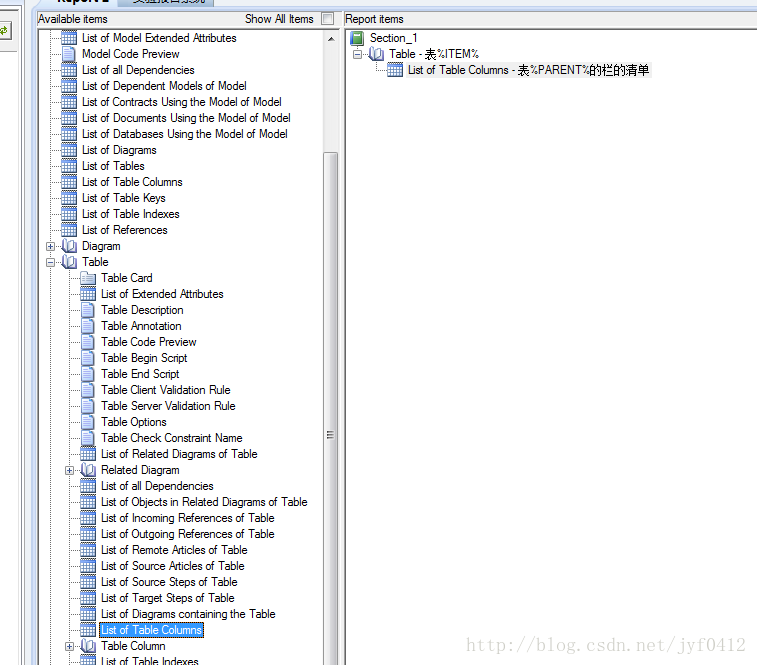 Available items
Show All Items
Report items
List of Model Extended Attributes
Model Code Preview
List of all Dependencies
List of Dependent Models of Model
List of Contracts Using the Model of Model
List of Documents Using the Model of Model
List of Databases Using the Model of Model
List of Diagrams
List of Tables
List of Table Columns
List of Table Keys
List of Table Indexes
List of References
Diagram
Table
Table Card
List of Extended Attributes
Table Description
Table Annotation
Table Code Preview
Table Begin Script
Table End Script
Table Client Validation Rule
Table Server Validation Rule
Table Options
Table Check Constraint Name
List of Related Diagrams of Table
Related Diagram
List of all Dependencies
List of Objects in Related Diagrams of Table
List of Incoming References of Table
List of Outgoing References of Table
List of Remote Articles of Table
List of Source Articles of Table
List of Source Steps of Table
List of Target Steps of Table
List of Diagrams containing the Table
List of Table Columns
Table Column
List of Table Indexes
Section_1
Table - 表%ITEM%
List of Table Columns - 表%PARENT%的栏的清单
http://blog.csdn.net/jyf0412